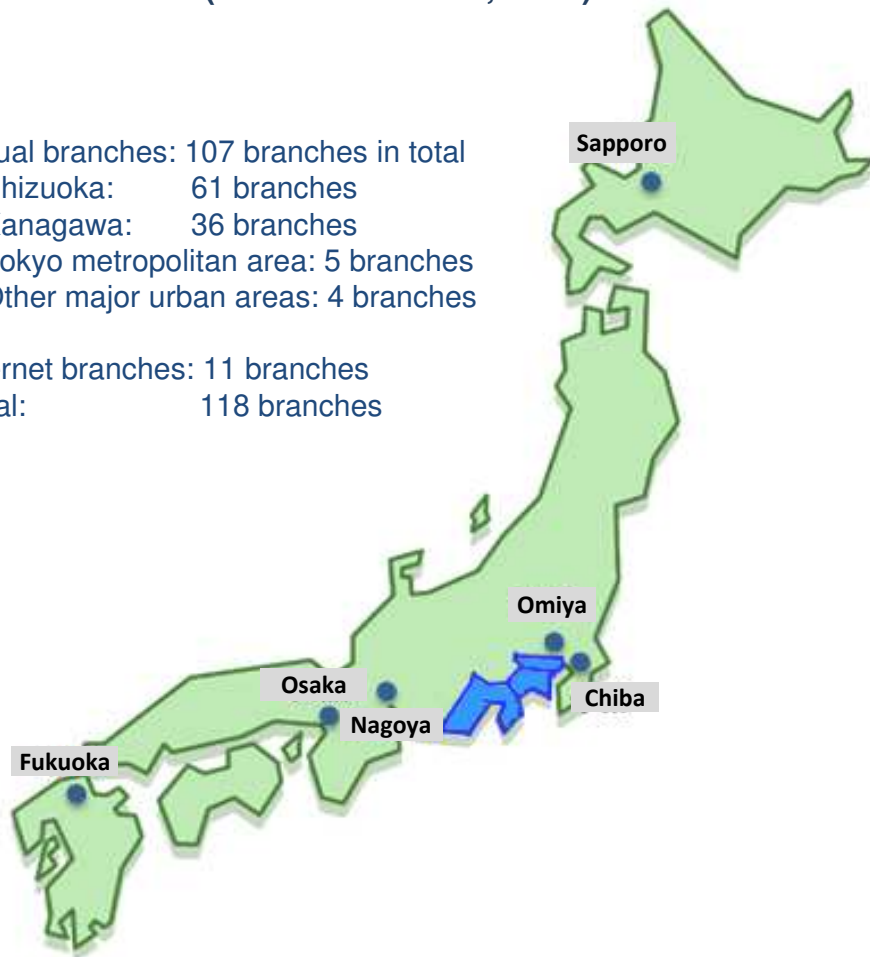 ual branches: 107 branches in total
hizuoka: 61 branches
anagawa: 36 branches
okyo metropolitan area: 5 branches
Other major urban areas: 4 branches
rnet branches: 11 branches
al: 118 branches
Sapporo
Omiya
Chiba
Osaka
Nagoya
Fukuoka